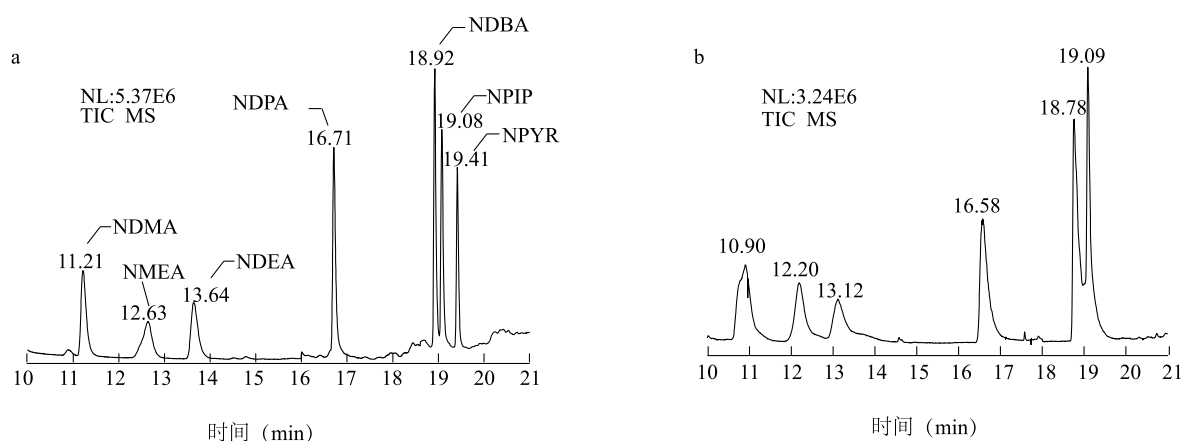 a
NL:5.37E6
TIC MS
NDMA
11.21
NMEA
12.63
NDEA
13.64
NDPA
16.71
NDBA
18.92
NPIP
19.08
NPYR
19.41
10 11 12 13 14 15 16 17 18 19 20 21
时间 (min)
b
NL:3.24E6
TIC MS
10.90
12.20
13.12
16.58
18.78
19.09
10 11 12 13 14 15 16 17 18 19 20 21
时间 (min)